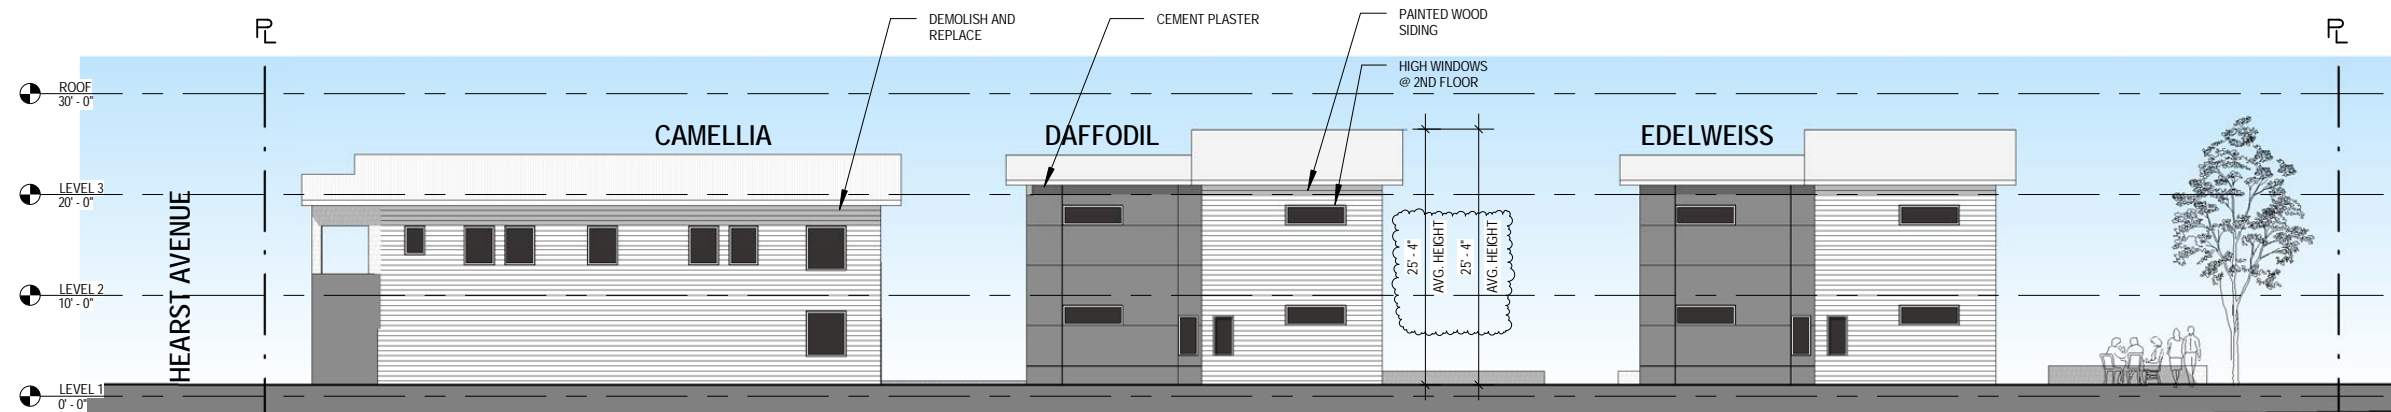 PL
PL
DEMOLISH AND
REPLACE
CEMENT PLASTER
PAINTED WOOD
SIDING
HIGH WINDOWS
@ 2ND FLOOR
ROOF
30' - 0"
CAMELLIA
DAFFODIL
EDELWEISS
LEVEL 3
20' - 0"
HEARST AVENUE
25' - 4"
AVG. HEIGHT
25' - 4"
AVG. HEIGHT
LEVEL 2
10' - 0"
LEVEL 1
0' - 0"